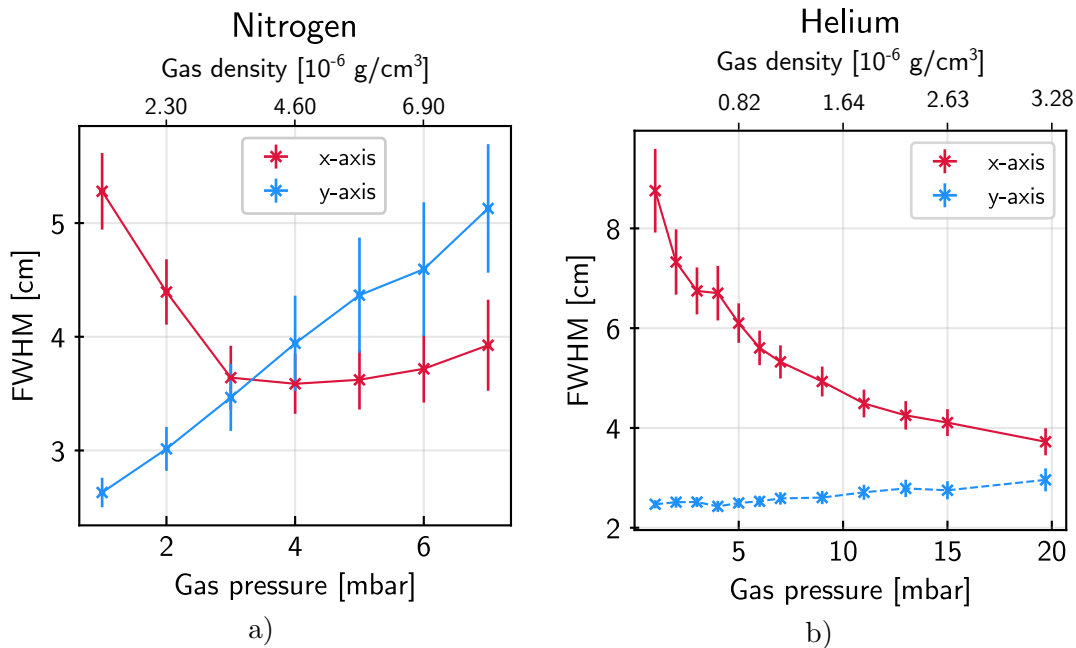 Nitrogen
Gas density [10⁻⁶ g/cm³]
2.30 4.60 6.90
x-axis
y-axis
5
4
3
FWHM [cm]
2 4 6
Gas pressure [mbar]
a)
Helium
Gas density [10⁻⁶ g/cm³]
0.82 1.64 2.63 3.28
x-axis
y-axis
8
6
4
2
FWHM [cm]
5 10 15 20
Gas pressure [mbar]
b)